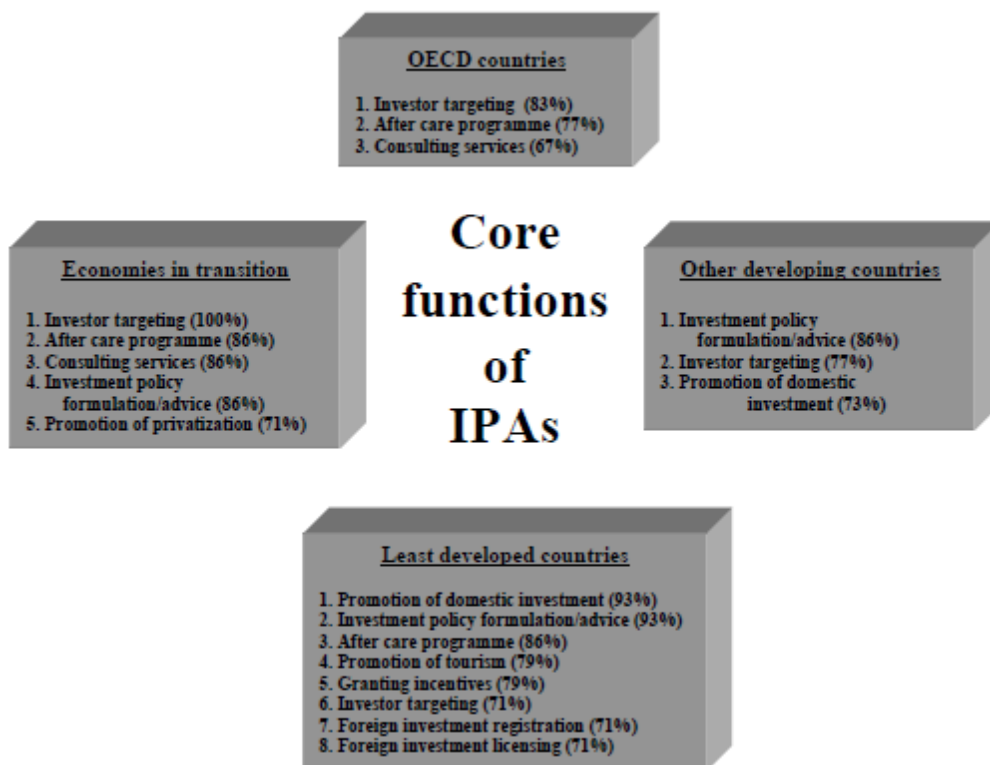 OECD countries
1. Investor targeting (83%)
2. After care programme (77%)
3. Consulting services (67%)
Core
functions
of
IPAs
Economies in transition
1. Investor targeting (100%)
2. After care programme (86%)
3. Consulting services (86%)
4. Investment policy
formulation/advice (86%)
5. Promotion of privatization (71%)
Other developing countries
1. Investment policy
formulation/advice (86%)
2. Investor targeting (77%)
3. Promotion of domestic
investment (73%)
Least developed countries
1. Promotion of domestic investment (93%)
2. Investment policy formulation/advice (93%)
3. After care programme (86%)
4. Promotion of tourism (79%)
5. Granting incentives (79%)
6. Investor targeting (71%)
7. Foreign investment registration (71%)
8. Foreign investment licensing (71%)